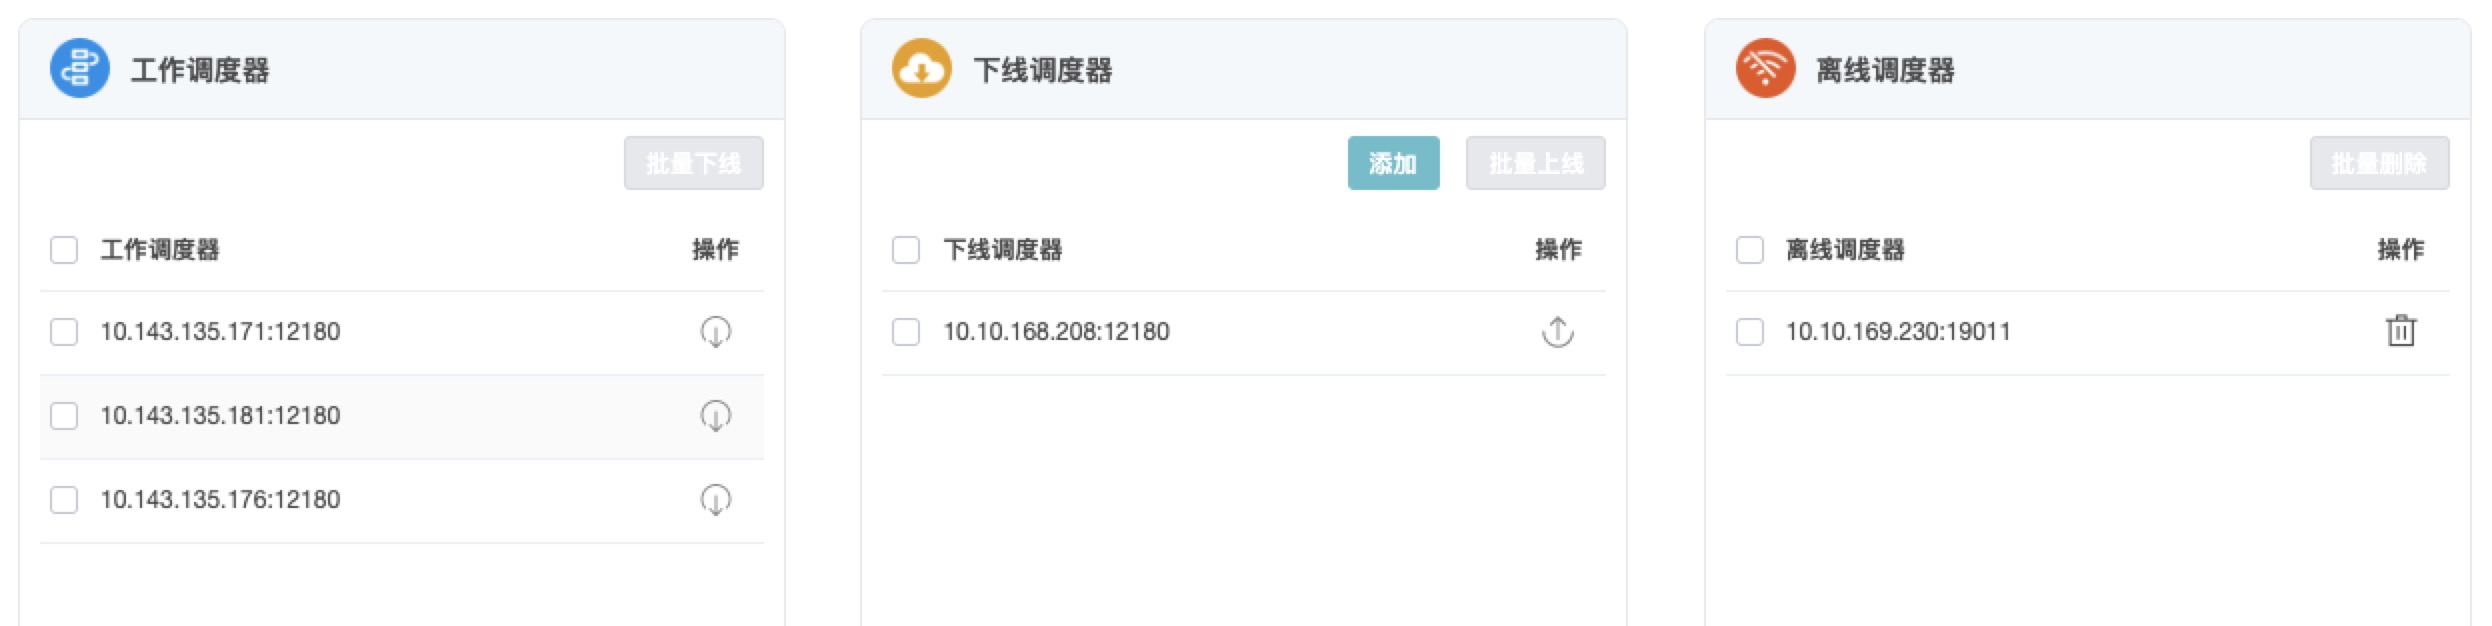 工作调度器
批量下线
工作调度器 操作
10.143.135.171:12180
10.143.135.181:12180
10.143.135.176:12180
下线调度器
添加 批量上线
下线调度器 操作
10.10.168.208:12180
离线调度器
批量删除
离线调度器 操作
10.10.169.230:19011